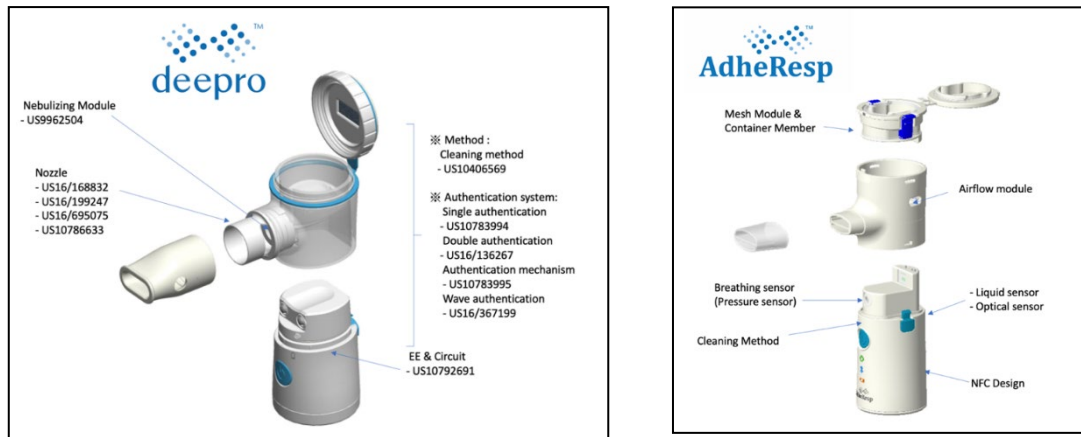 TM
deepro
Nebulizing Module
- US9962504
Nozzle
- US16/168832
- US16/199247
- US16/695075
- US10786633
※ Method :
Cleaning method
- US10406569
※ Authentication system:
Single authentication
- US10783994
Double authentication
- US16/136267
Authentication mechanism
- US10783995
Wave authentication
- US16/367199
EE & Circuit
- US10792691
TM
AdheResp
Mesh Module &
Container Member
Airflow module
Breathing sensor
(Pressure sensor)
- Liquid sensor
- Optical sensor
Cleaning Method
NFC Design